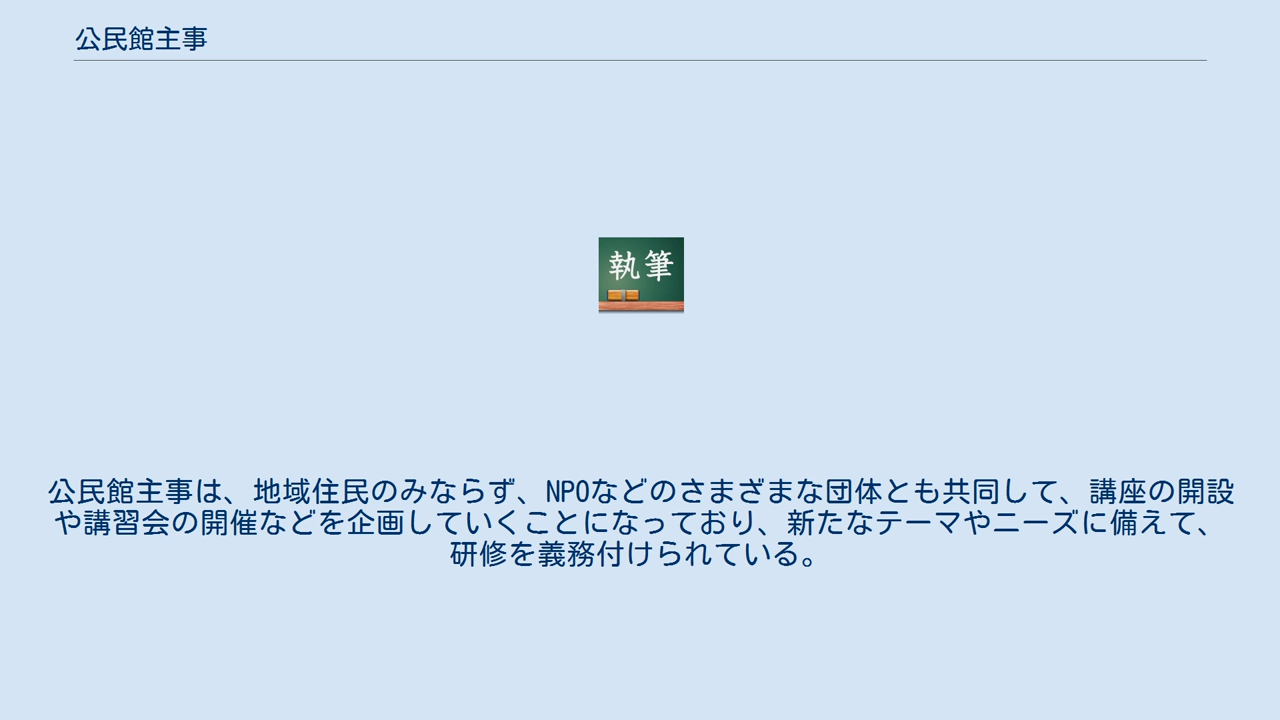 公民館主事
執筆
公民館主事は、地域住民のみならず、NPOなどのさまざまな団体とも共同して、講座の開設
や講習会の開催などを企画していくことになっており、新たなテーマやニーズに備えて、
研修を義務付けられている。